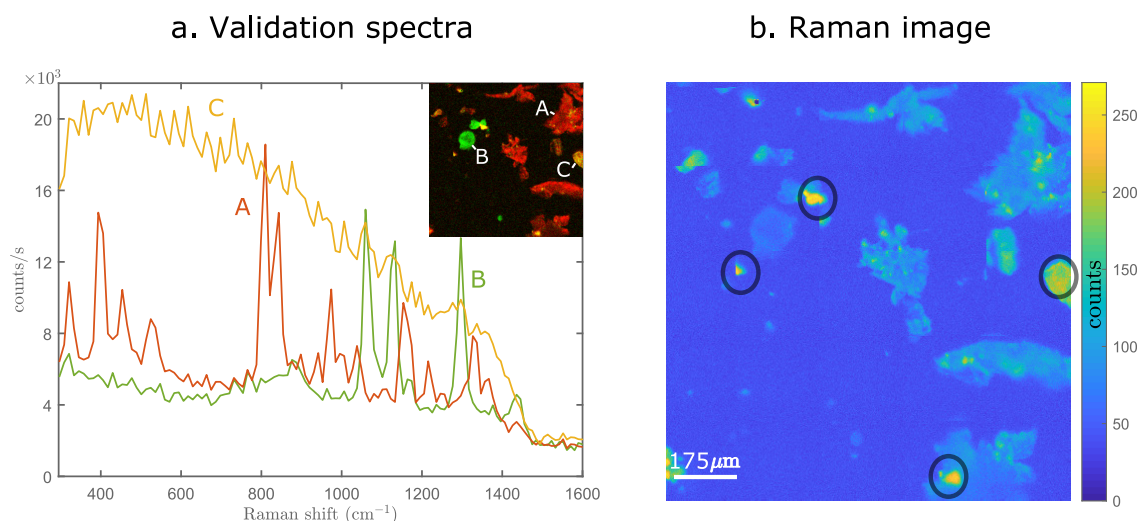 a. Validation spectra
b. Raman image
×10³
20
16
12
8
4
0
counts/s
400
600
800
1000
1200
1400
1600
Raman shift (cm⁻¹)
C
A
B
A
B
C
175μm
250
200
150
100
50
0
counts